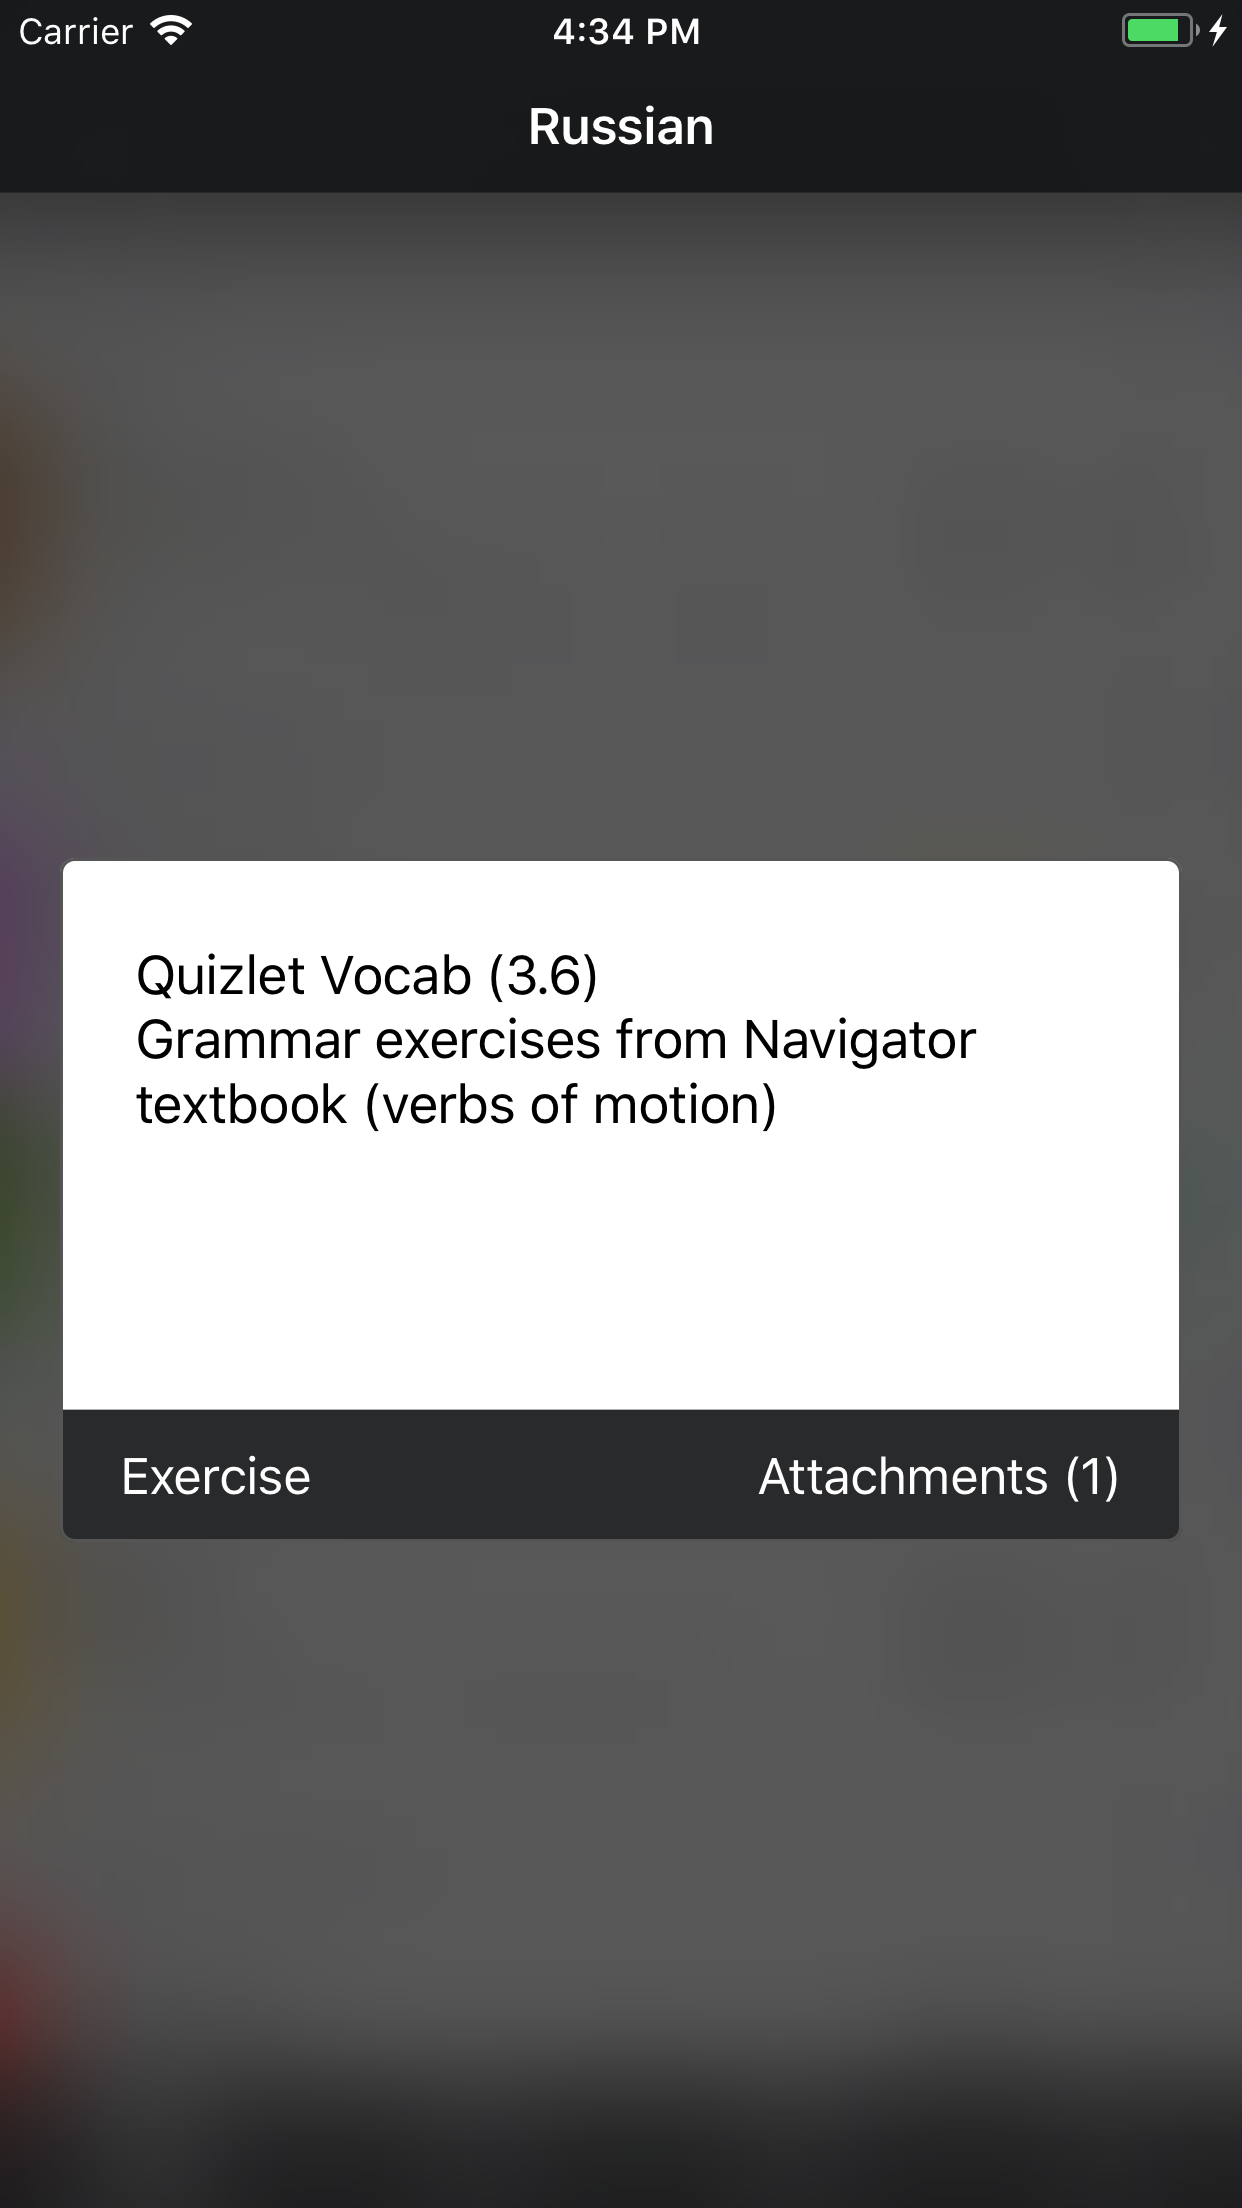 Carrier 4:34 PM
Russian
Quizlet Vocab (3.6)
Grammar exercises from Navigator
textbook (verbs of motion)
Exercise Attachments (1)